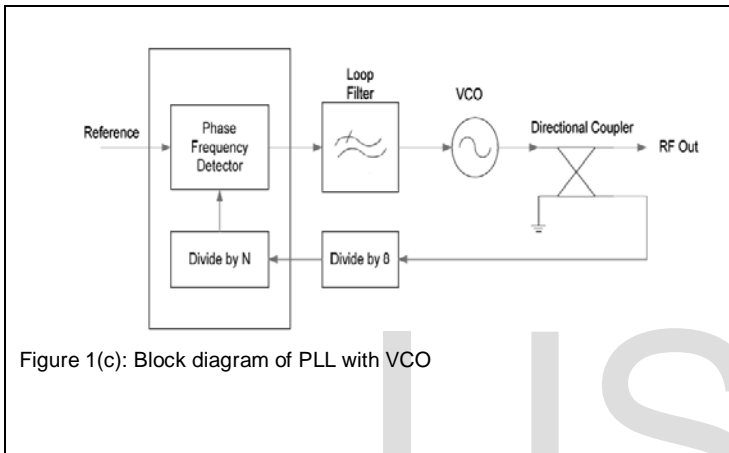 Loop
Filter
VCO
Directional Coupler
Reference
Phase
Frequency
Detector
RF Out
Divide by N
Divide by 8
Figure 1(c): Block diagram of PLL with VCO